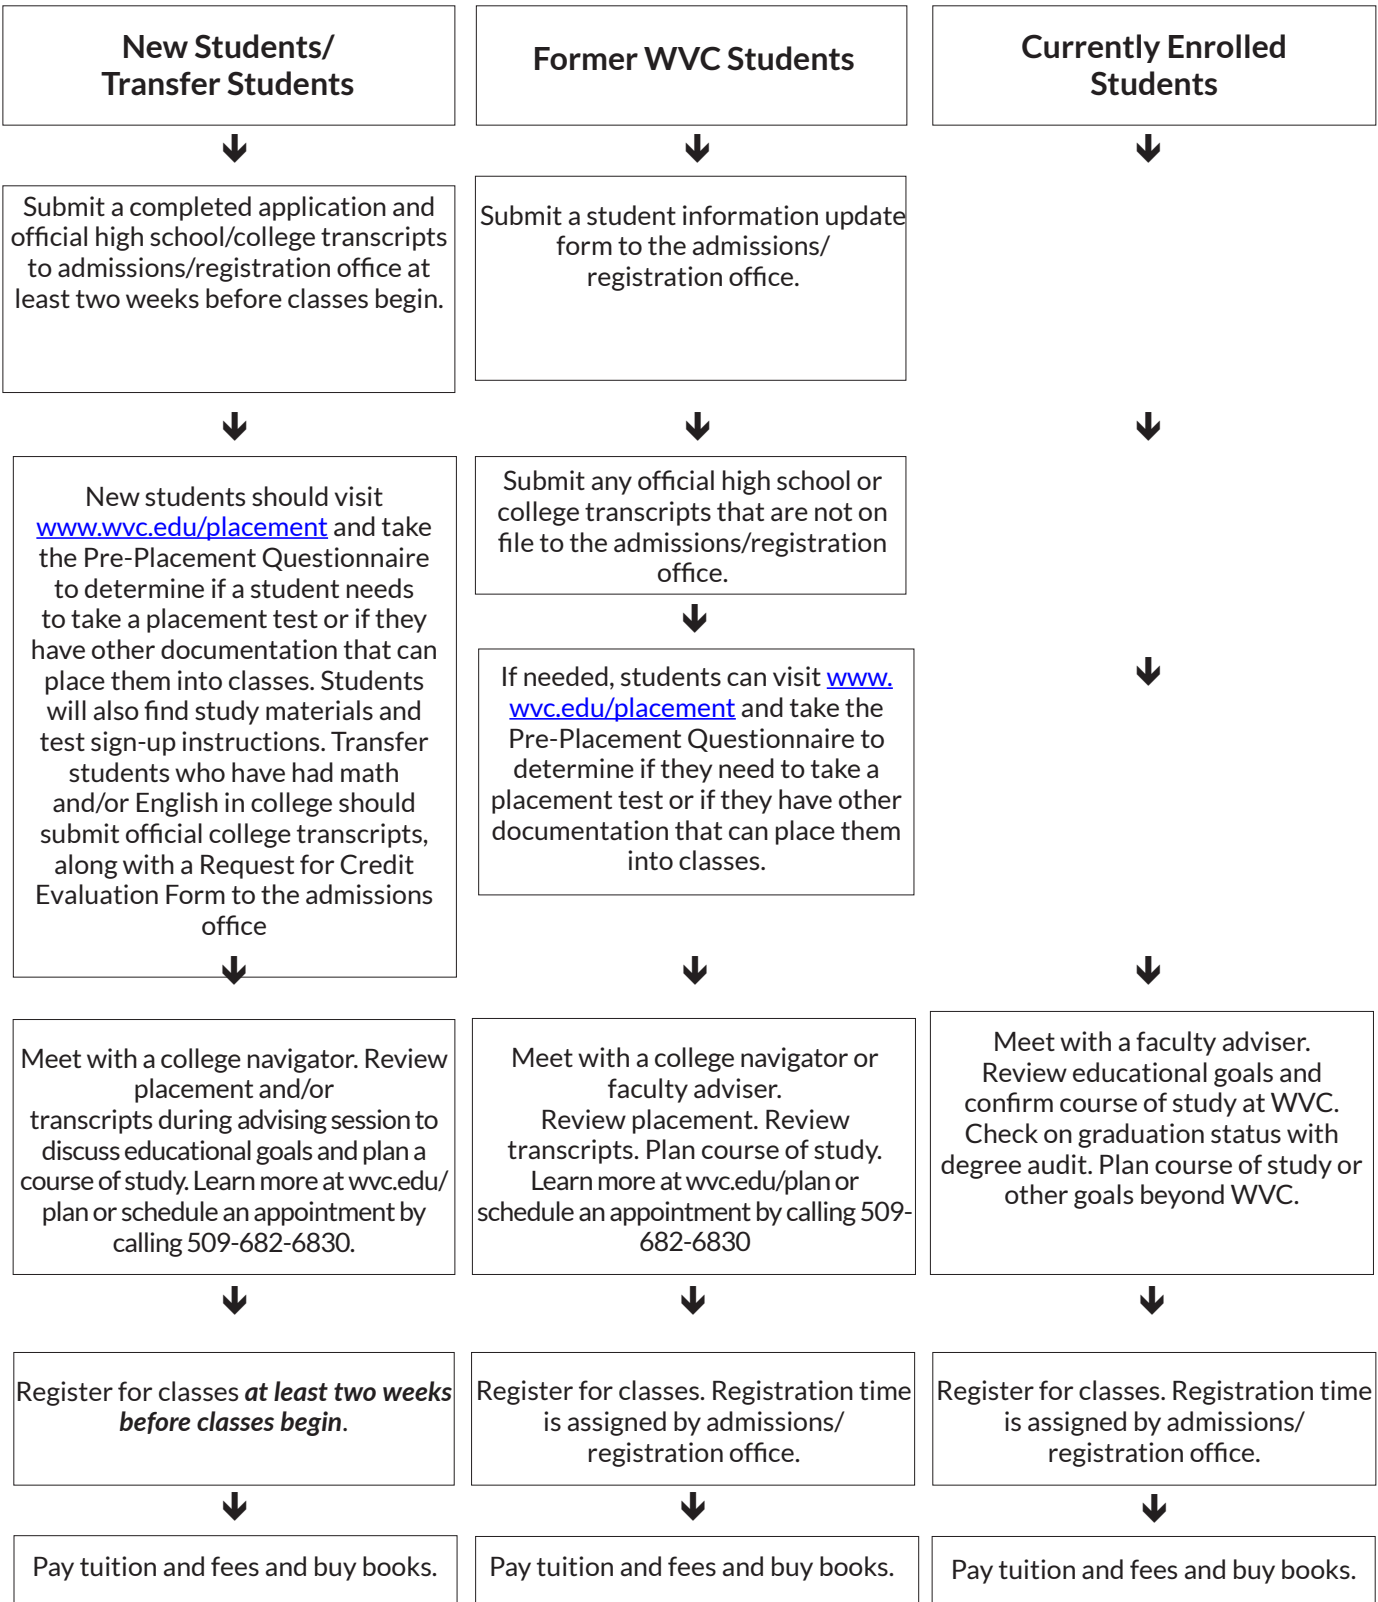 New Students/
Transfer Students
Former WVC Students
Currently Enrolled
Students
Submit a completed application and
official high school/college transcripts
to admissions/registration office at
least two weeks before classes begin.
Submit a student information update
form to the admissions/
registration office.
New students should visit
www.wvc.edu/placement and take
the Pre-Placement Questionnaire
to determine if a student needs
to take a placement test or if they
have other documentation that can
place them into classes. Students
will also find study materials and
test sign-up instructions. Transfer
students who have had math
and/or English in college should
submit official college transcripts,
along with a Request for Credit
Evaluation Form to the admissions
office
Submit any official high school or
college transcripts that are not on
file to the admissions/registration
office.
If needed, students can visit www.
wvc.edu/placement and take the
Pre-Placement Questionnaire to
determine if they need to take a
placement test or if they have other
documentation that can place them
into classes.
Meet with a college navigator. Review
placement and/or
transcripts during advising session to
discuss educational goals and plan a
course of study. Learn more at wvc.edu/
plan or schedule an appointment by
calling 509-682-6830.
Meet with a college navigator or
faculty adviser.
Review placement. Review
transcripts. Plan course of study.
Learn more at wvc.edu/plan or
schedule an appointment by calling 509-
682-6830
Meet with a faculty adviser.
Review educational goals and
confirm course of study at WVC.
Check on graduation status with
degree audit. Plan course of study or
other goals beyond WVC.
Register for classes at least two weeks
before classes begin.
Register for classes. Registration time
is assigned by admissions/
registration office.
Register for classes. Registration time
is assigned by admissions/
registration office.
Pay tuition and fees and buy books.
Pay tuition and fees and buy books.
Pay tuition and fees and buy books.